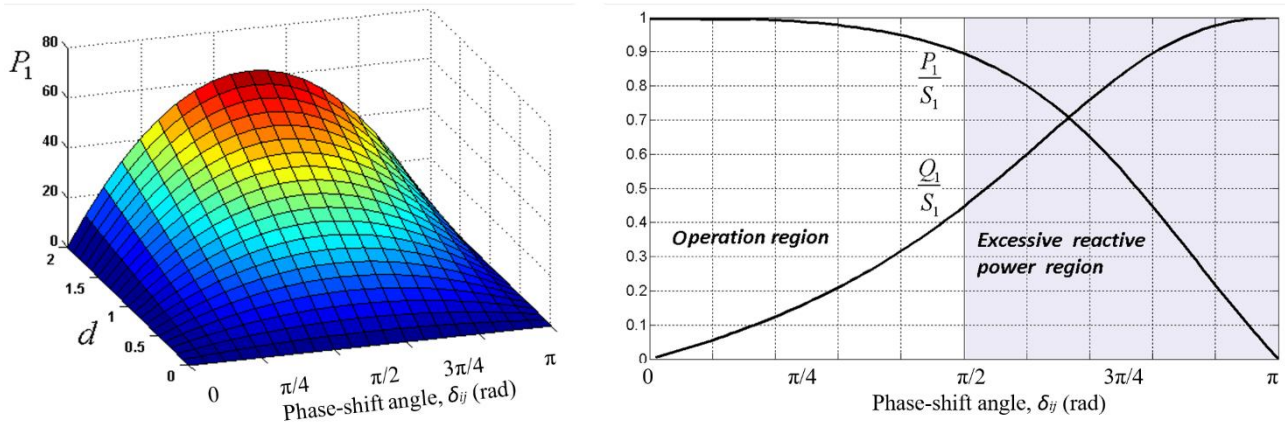 P₁
80
60
40
20
0
2
1.5
1
0.5
0
d
0
π/4
π/2
3π/4
π
Phase-shift angle, δᵢⱼ (rad)
1
0.9
0.8
0.7
0.6
0.5
0.4
0.3
0.2
0.1
0
P₁
S₁
Q₁
S₁
Operation region
Excessive reactive
power region
0
π/4
π/2
3π/4
π
Phase-shift angle, δᵢⱼ (rad)